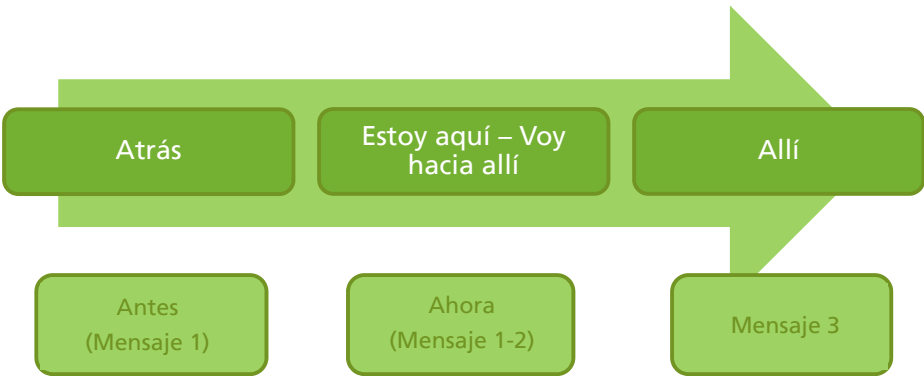 Atrás
Estoy aquí – Voy
hacia allí
Allí
Antes
(Mensaje 1)
Ahora
(Mensaje 1-2)
Mensaje 3